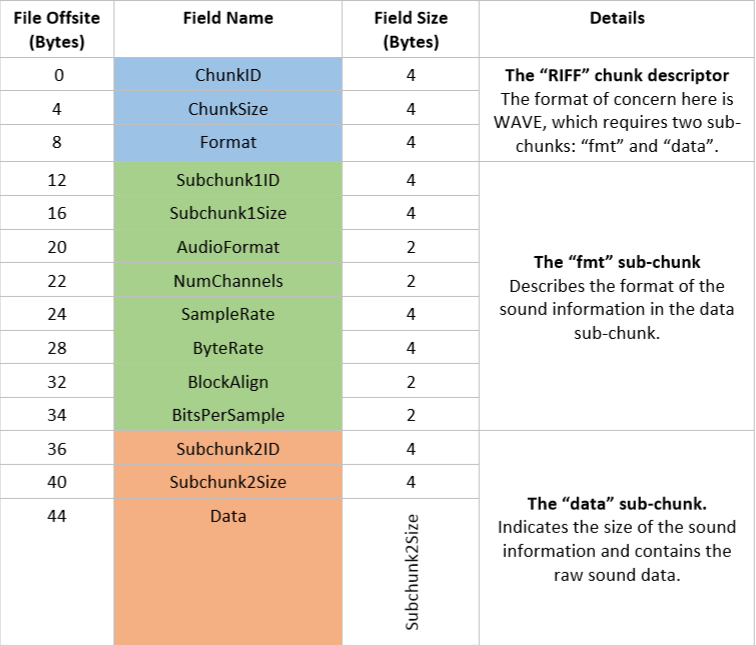 File Offsite (Bytes) Field Name Field Size (Bytes) Details
0 ChunkID 4
4 ChunkSize 4
8 Format 4
The “RIFF” chunk descriptor
The format of concern here is
WAVE, which requires two sub-
chunks: “fmt” and “data”.
12 Subchunk1ID 4
16 Subchunk1Size 4
20 AudioFormat 2
22 NumChannels 2
24 SampleRate 4
28 ByteRate 4
32 BlockAlign 2
34 BitsPerSample 2
The “fmt” sub-chunk
Describes the format of the
sound information in the data
sub-chunk.
36 Subchunk2ID 4
40 Subchunk2Size 4
44 Data Subchunk2Size
The “data” sub-chunk.
Indicates the size of the sound
information and contains the
raw sound data.